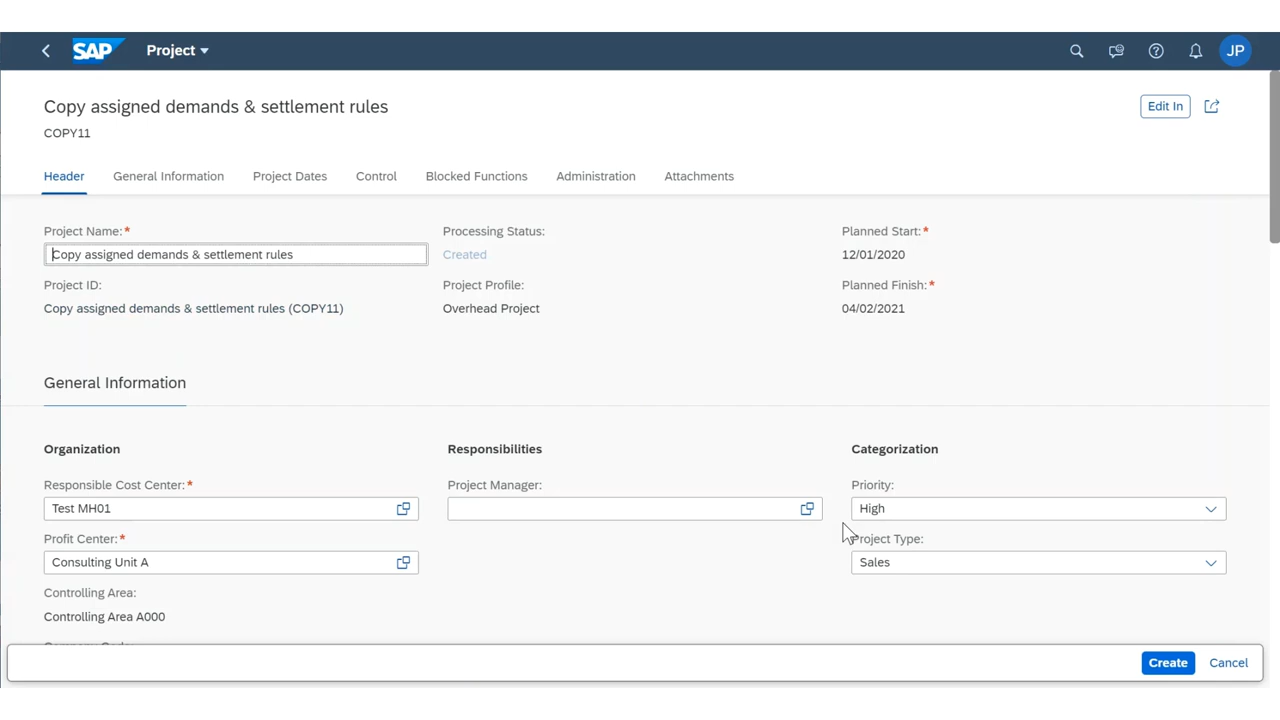 SAP Project JP
Copy assigned demands & settlement rules Edit In
COPY11
Header General Information Project Dates Control Blocked Functions Administration Attachments
Project Name:* Processing Status: Planned Start:*
Copy assigned demands & settlement rules Created 12/01/2020
Project ID: Project Profile: Planned Finish:*
Copy assigned demands & settlement rules (COPY11) Overhead Project 04/02/2021
General Information
Organization Responsibilities Categorization
Responsible Cost Center:* Project Manager: Priority:
Test MH01 High
Profit Center:* Project Type:
Consulting Unit A Sales
Controlling Area:
Controlling Area A000
Create Cancel